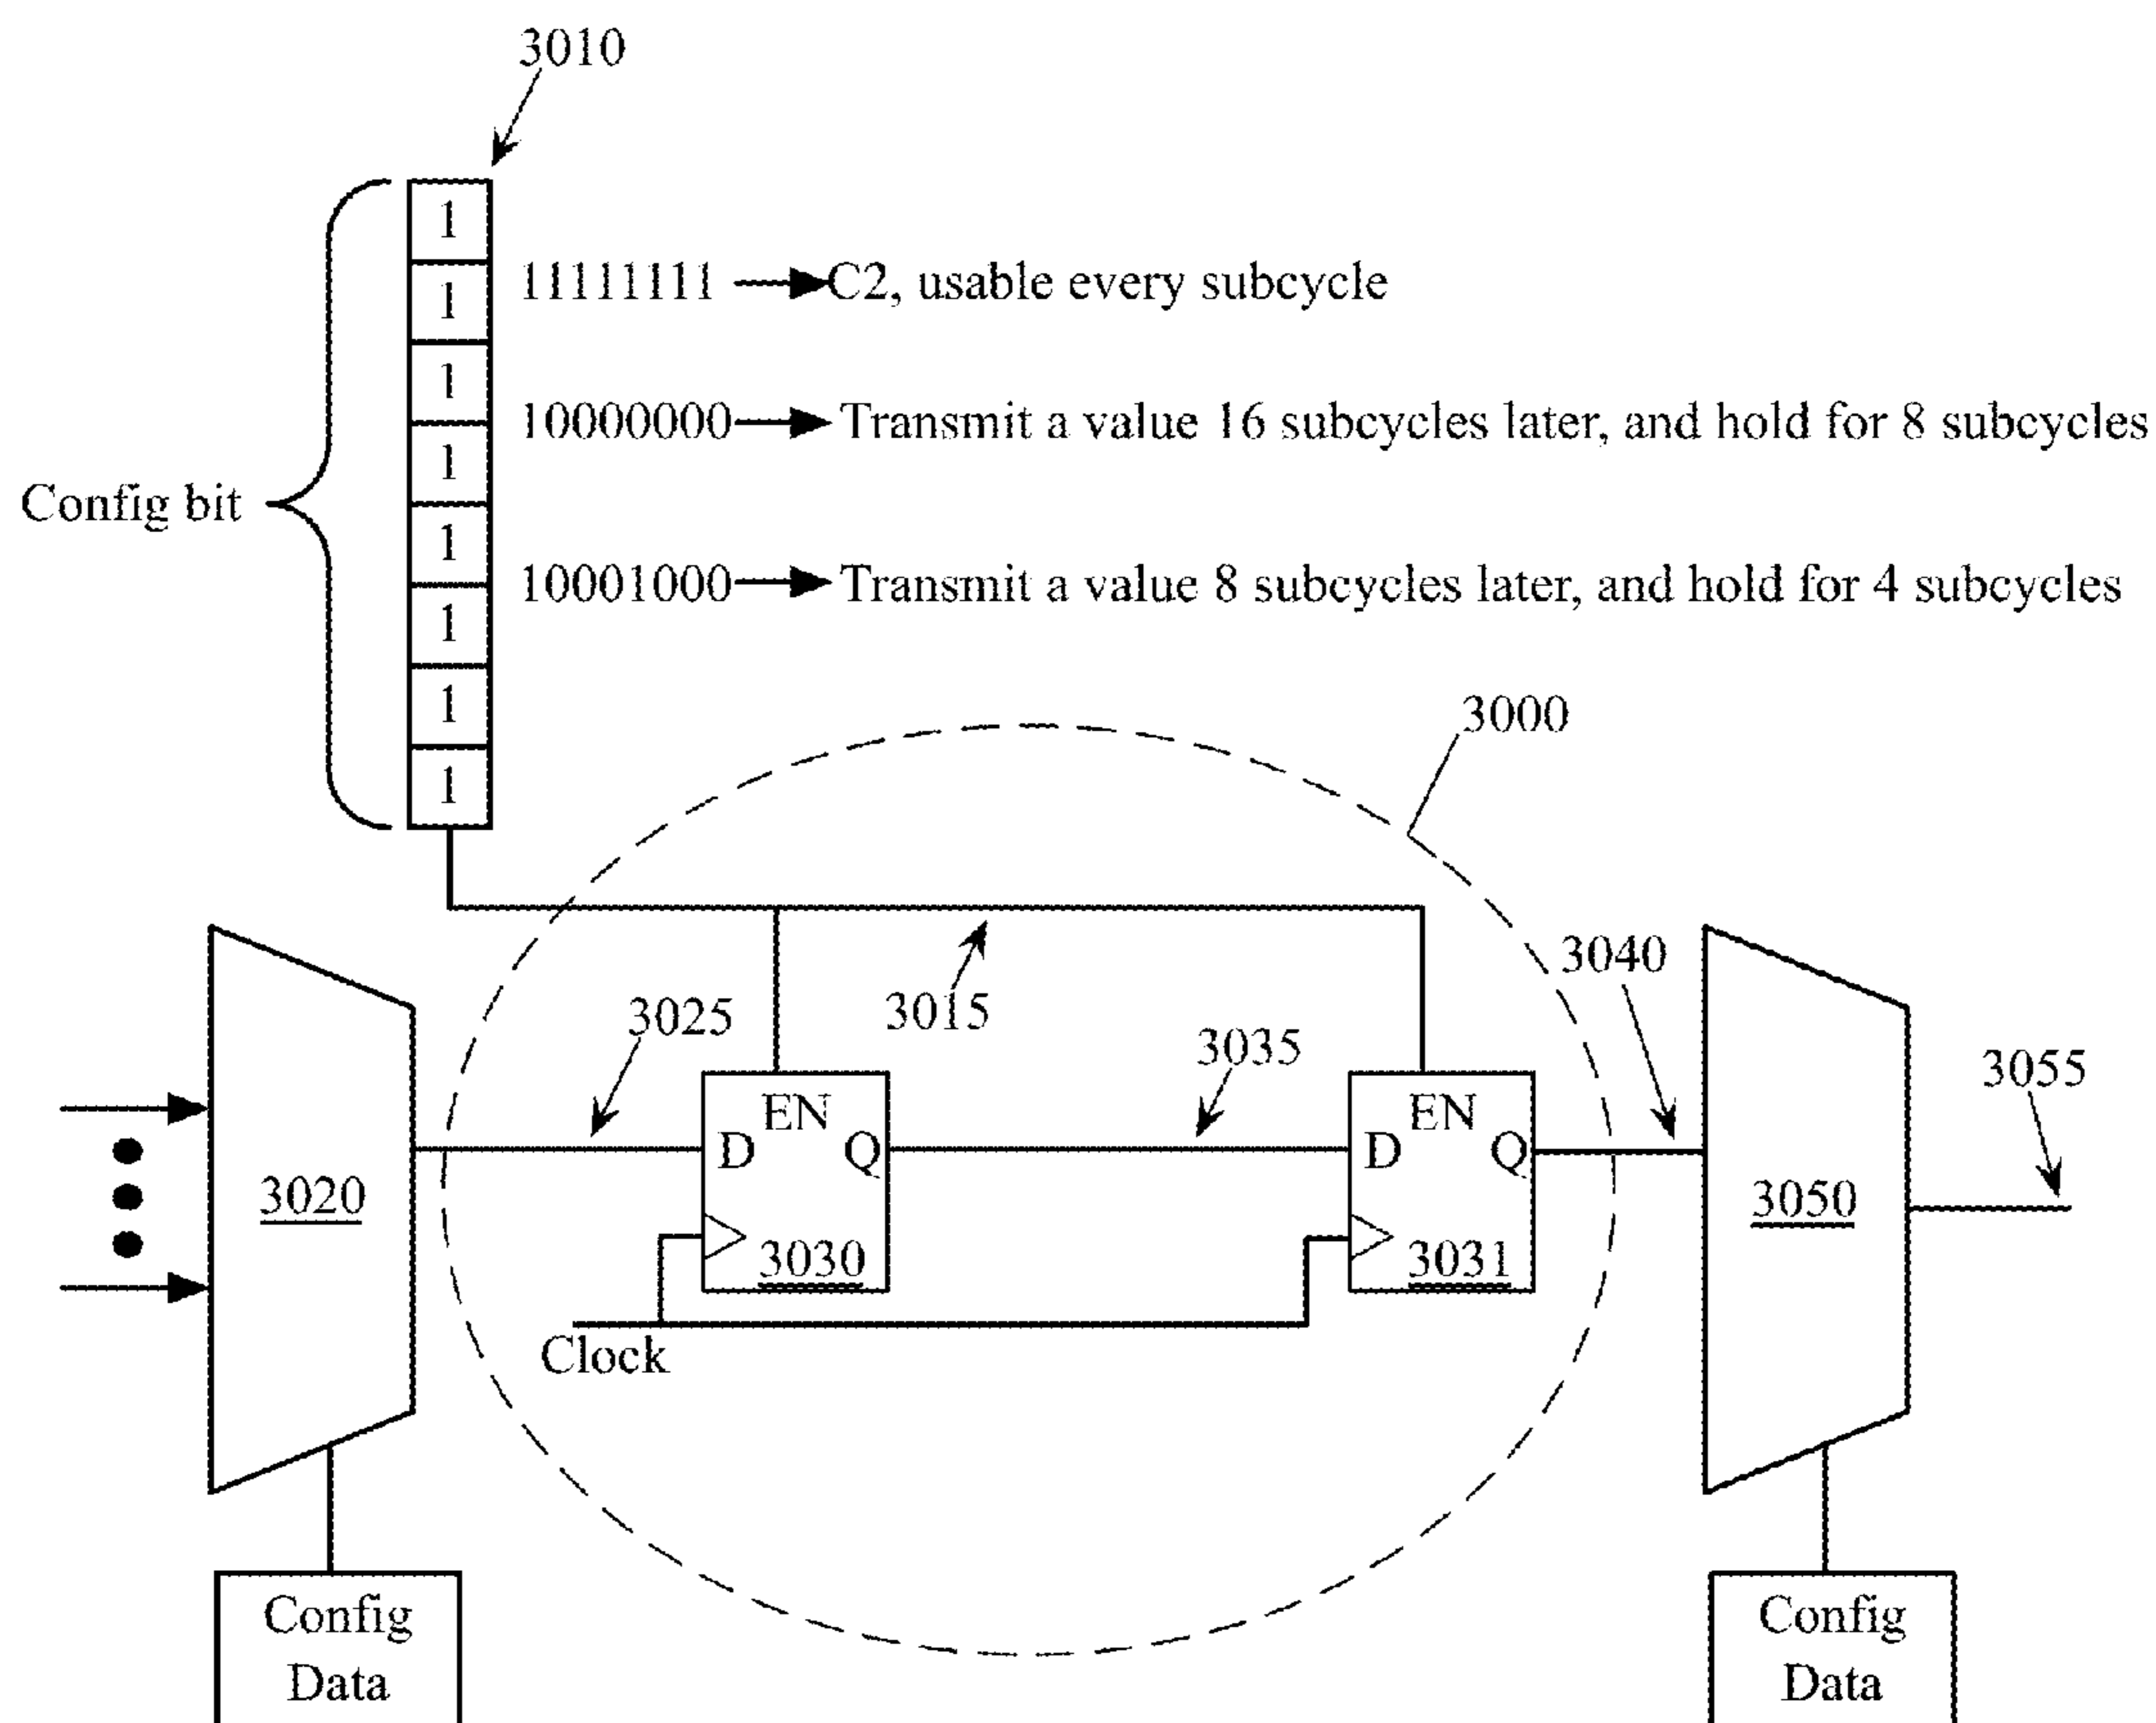 3010
1
11111111 C2, usable every subcycle
1
1
10000000 Transmit a value 16 subcycles later, and hold for 8 subcycles
1
Config bit
1
10001000 Transmit a value 8 subcycles later, and hold for 4 subcycles
1
1
1
3000
3040
3025
3015
3035
3055
EN
EN
D
Q
D
Q
3020
3050
3030
3031
Clock
Config
Data
Config
Data